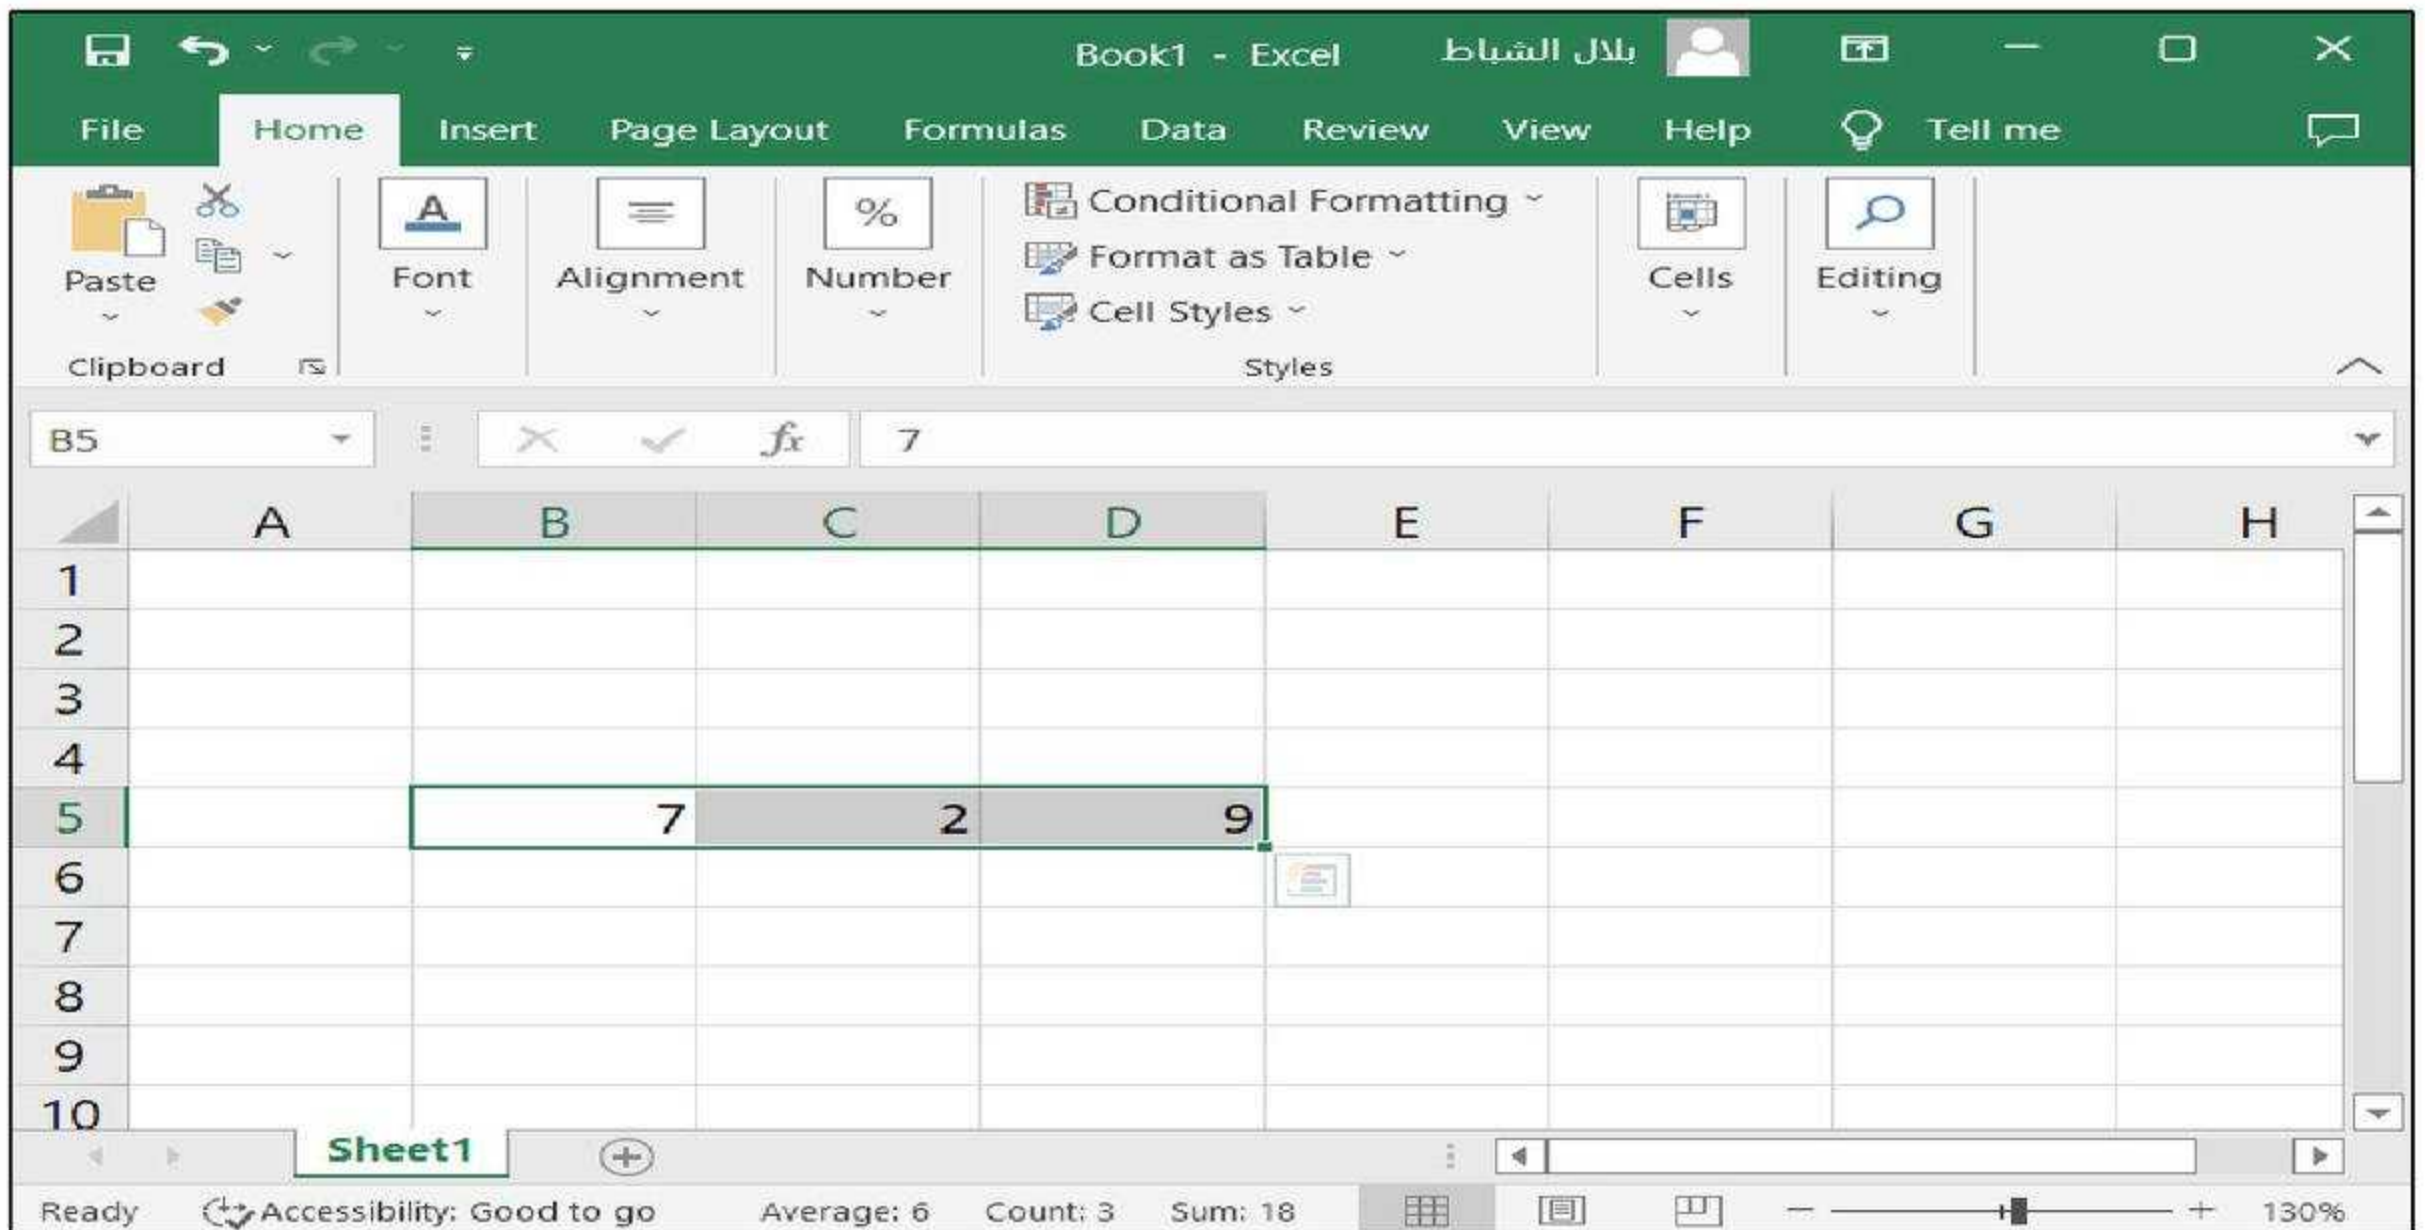 Book1 - Excel بلال الشباط
File Home Insert Page Layout Formulas Data Review View Help Tell me
Conditional Formatting
Format as Table
Cell Styles
Paste Font Alignment Number Cells Editing
Clipboard Styles
B5 fx 7
A B C D E F G H
1
2
3
4
5 7 2 9
6
7
8
9
10
Sheet1
Ready Accessibility: Good to go Average: 6 Count: 3 Sum: 18 130%